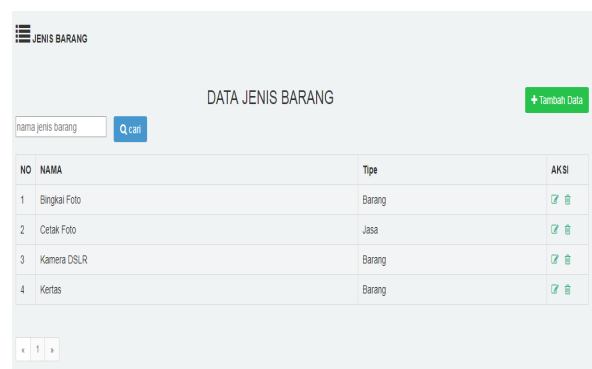 JENIS BARANG
DATA JENIS BARANG
+ Tambah Data
nama jenis barang
cari
NO NAMA Tipe AKSI
1 Bingkai Foto Barang
2 Cetak Foto Jasa
3 Kamera DSLR Barang
4 Kertas Barang
« 1 »